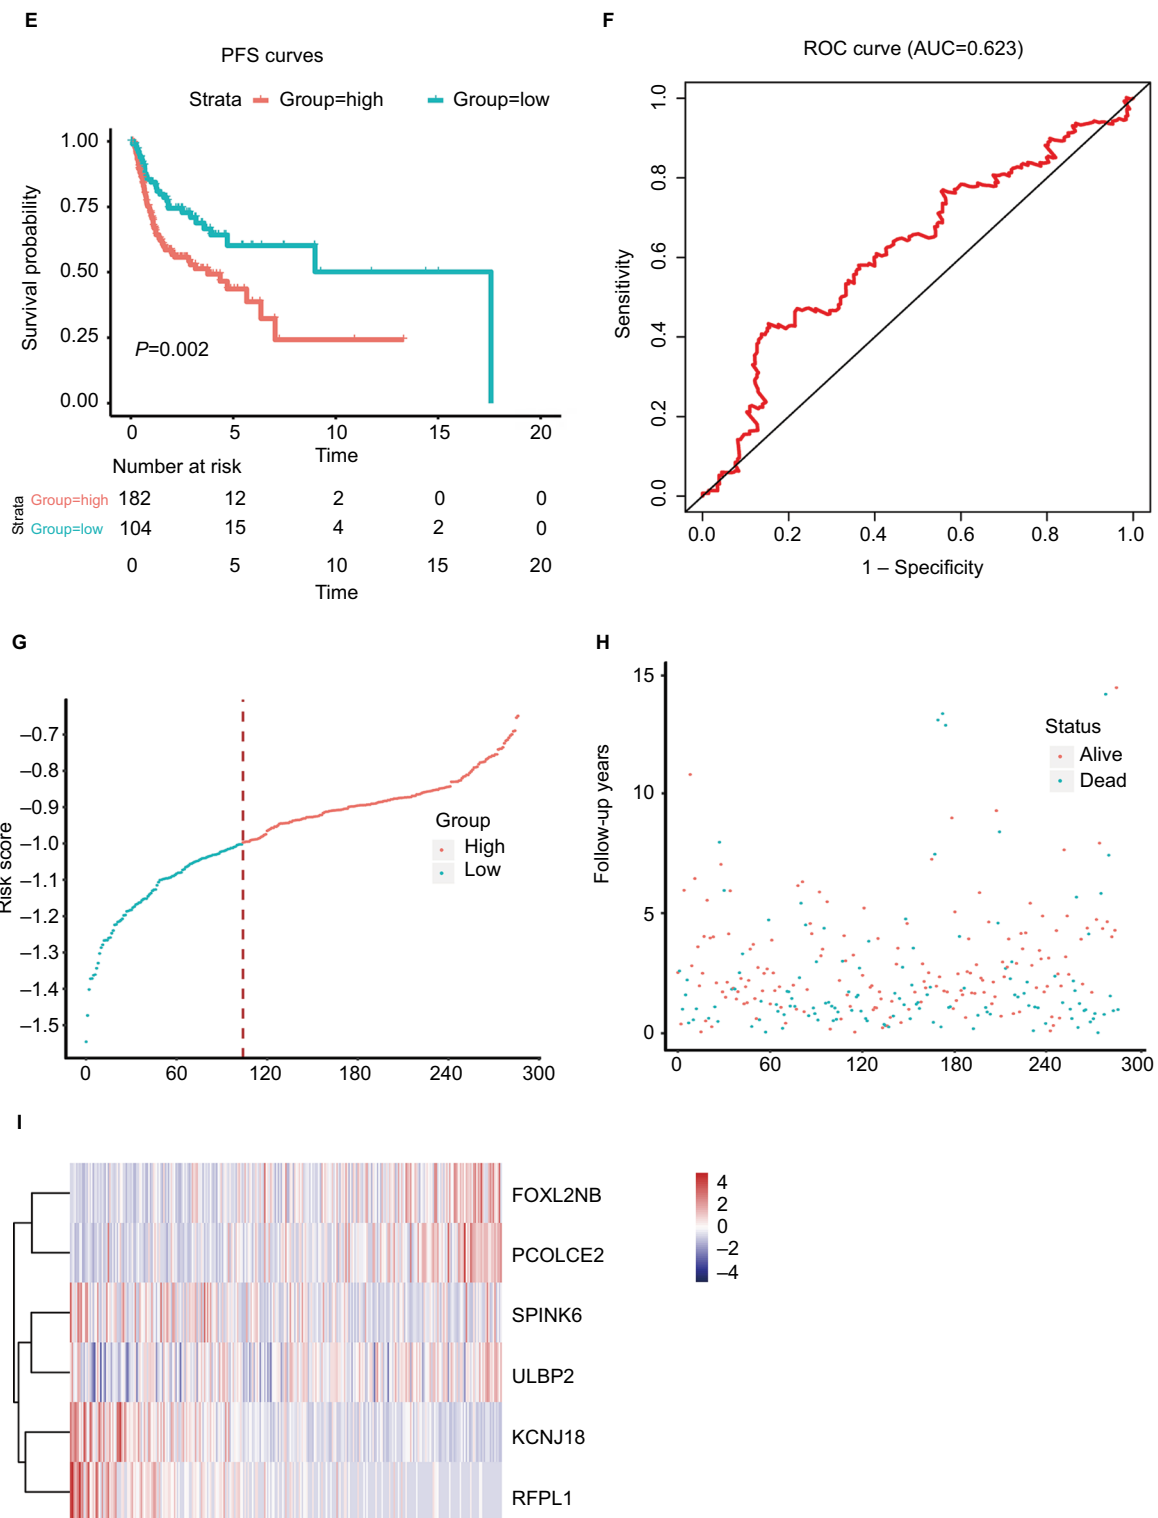 E
PFS curves
Strata Group=high Group=low
Survival probability
1.00
0.75
0.50
0.25
0.00
P=0.002
0 5 10 15 20
Time
Number at risk
Strata
Group=high 182 12 2 0 0
Group=low 104 15 4 2 0
0 5 10 15 20
Time
F
ROC curve (AUC=0.623)
Sensitivity
1.0
0.8
0.6
0.4
0.2
0.0
0.0 0.2 0.4 0.6 0.8 1.0
1 – Specificity
G
Risk score
–0.7
–0.8
–0.9
–1.0
–1.1
–1.2
–1.3
–1.4
–1.5
Group
High
Low
0 60 120 180 240 300
H
Follow-up years
15
10
5
0
Status
Alive
Dead
0 60 120 180 240 300
I
FOXL2NB
PCOLCE2
SPINK6
ULBP2
KCNJ18
RFPL1
4
2
0
–2
–4